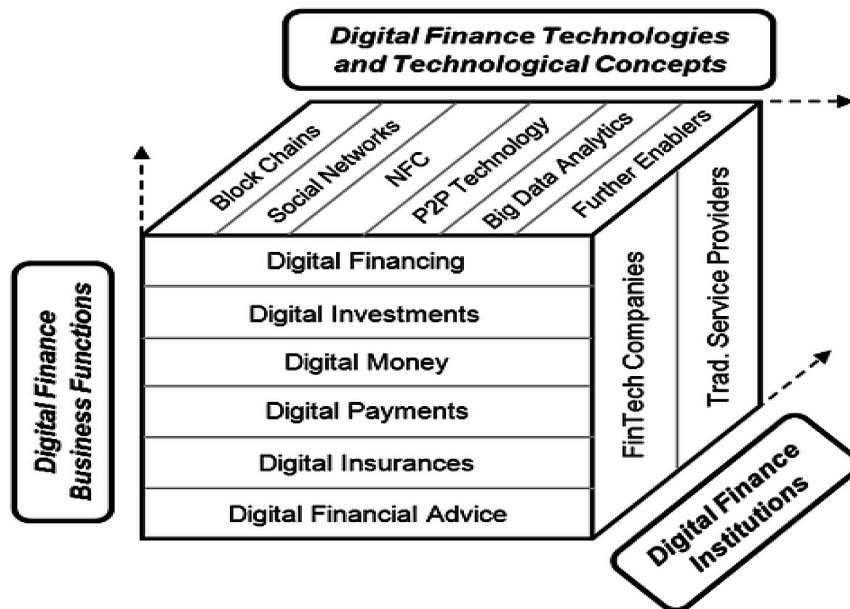 Digital Finance Technologies
and Technological Concepts
Block Chains
Social Networks
NFC
P2P Technology
Big Data Analytics
Further Enablers
Digital Finance
Business Functions
Digital Financing
Digital Investments
Digital Money
Digital Payments
Digital Insurances
Digital Financial Advice
FinTech Companies
Trad. Service Providers
Digital Finance
Institutions